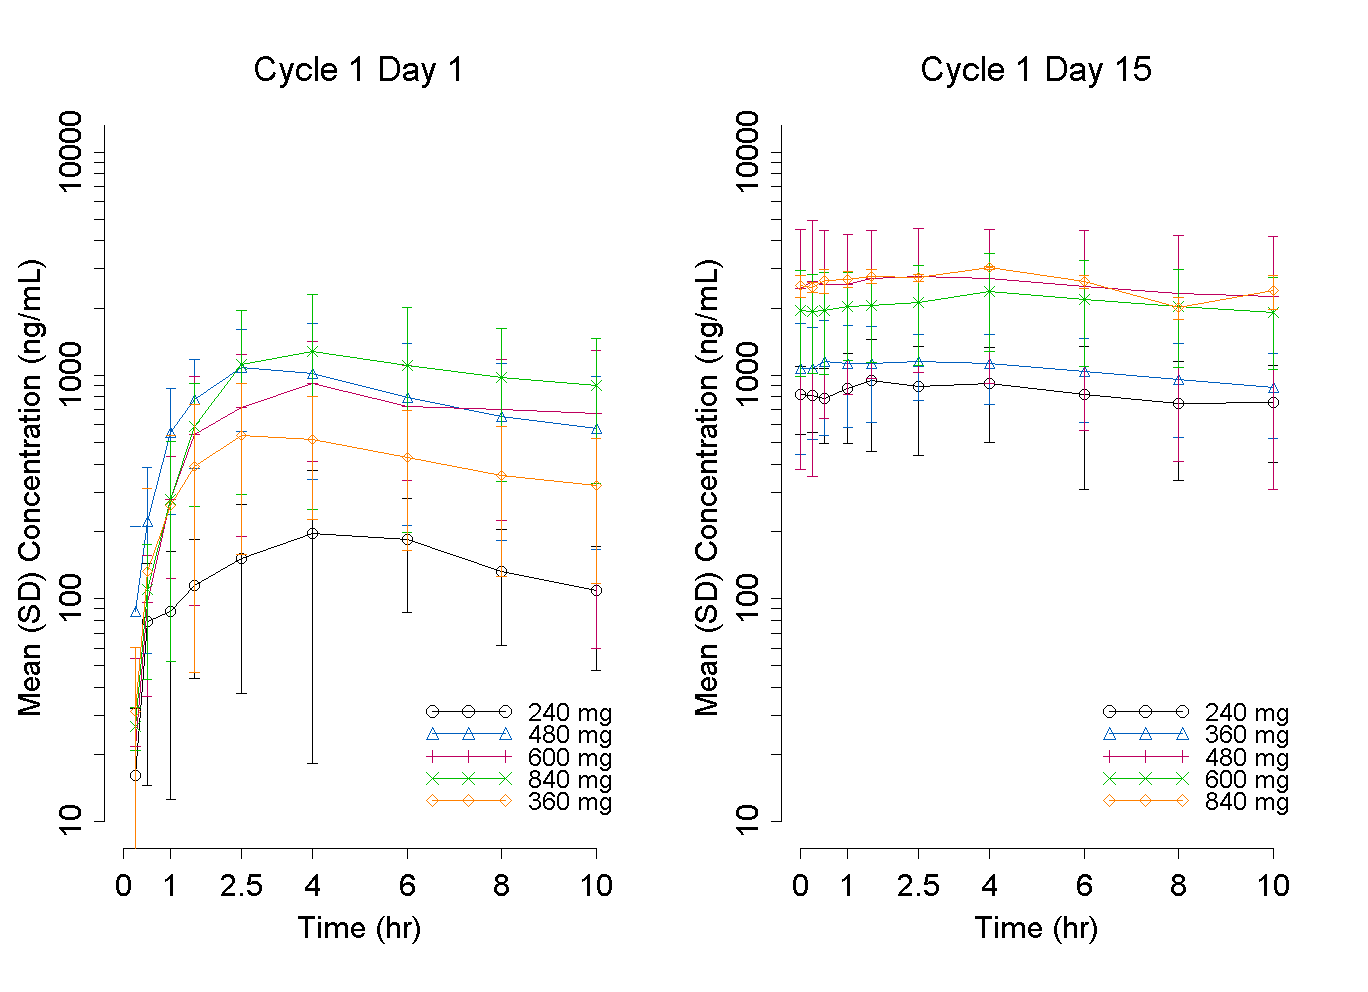 Cycle 1 Day 1
Mean (SD) Concentration (ng/mL)
10000
1000
100
10
0 1 2.5 4 6 8 10
Time (hr)
240 mg
480 mg
600 mg
840 mg
360 mg
Cycle 1 Day 15
Mean (SD) Concentration (ng/mL)
10000
1000
100
10
0 1 2.5 4 6 8 10
Time (hr)
240 mg
360 mg
480 mg
600 mg
840 mg